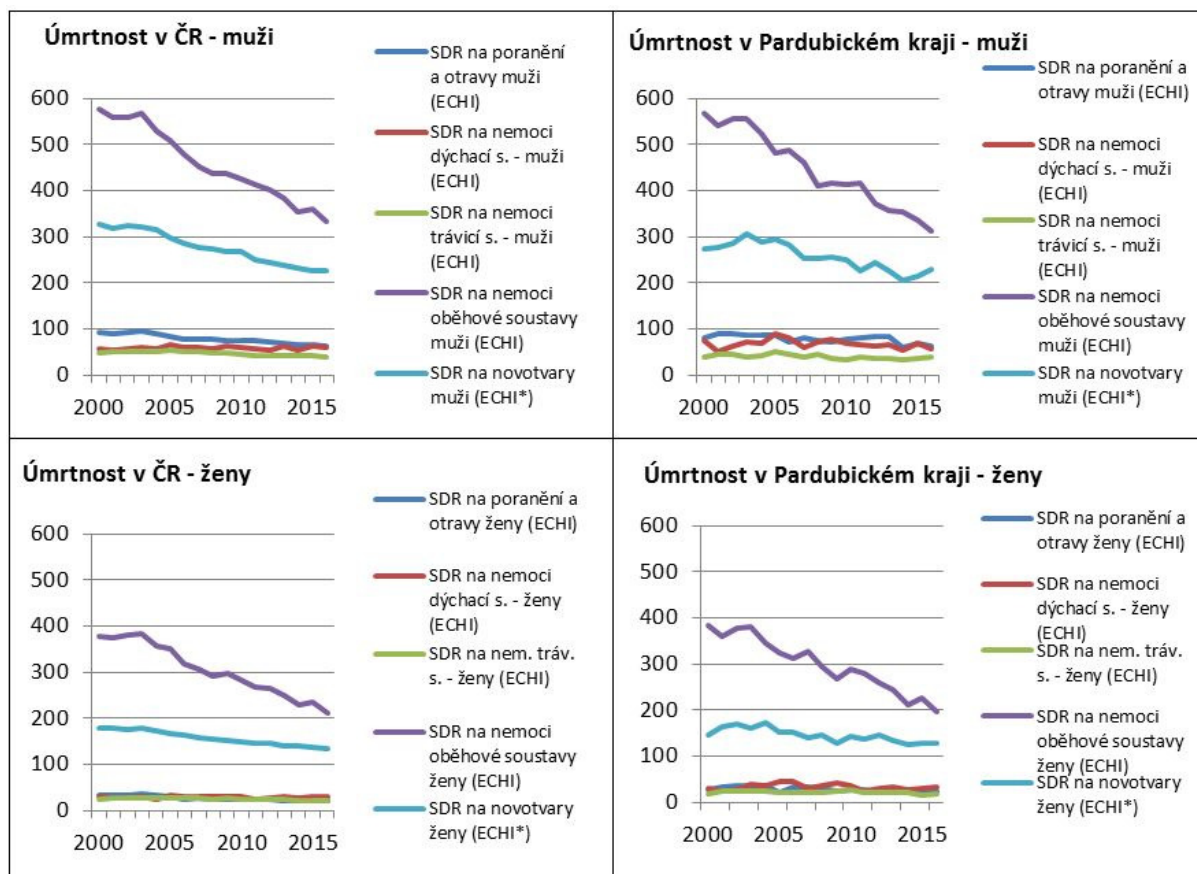 Úmrtnost v ČR - muži
600
500
400
300
200
100
0
2000 2005 2010 2015
SDR na poranění
a otravy muži
(ECHI)
SDR na nemoci
dýchací s. - muži
(ECHI)
SDR na nemoci
trávicí s. - muži
(ECHI)
SDR na nemoci
oběhové soustavy
muži (ECHI)
SDR na novotvary
muži (ECHI*)
Úmrtnost v Pardubickém kraji - muži
600
500
400
300
200
100
0
2000 2005 2010 2015
SDR na poranění a
otravy muži (ECHI)
SDR na nemoci
dýchací s. - muži
(ECHI)
SDR na nemoci
trávicí s. - muži
(ECHI)
SDR na nemoci
oběhové soustavy
muži (ECHI)
SDR na novotvary
muži (ECHI*)
Úmrtnost v ČR - ženy
600
500
400
300
200
100
0
2000 2005 2010 2015
SDR na poranění a
otravy ženy (ECHI)
SDR na nemoci
dýchací s. - ženy
(ECHI)
SDR na nem. tráv.
s. - ženy (ECHI)
SDR na nemoci
oběhové soustavy
ženy (ECHI)
SDR na novotvary
ženy (ECHI*)
Úmrtnost v Pardubickém kraji - ženy
600
500
400
300
200
100
0
2000 2005 2010 2015
SDR na poranění a
otravy ženy (ECHI)
SDR na nemoci
dýchací s. - ženy
(ECHI)
SDR na nem. tráv.
s. - ženy (ECHI)
SDR na nemoci
oběhové soustavy
ženy (ECHI)
SDR na novotvary
ženy (ECHI*)